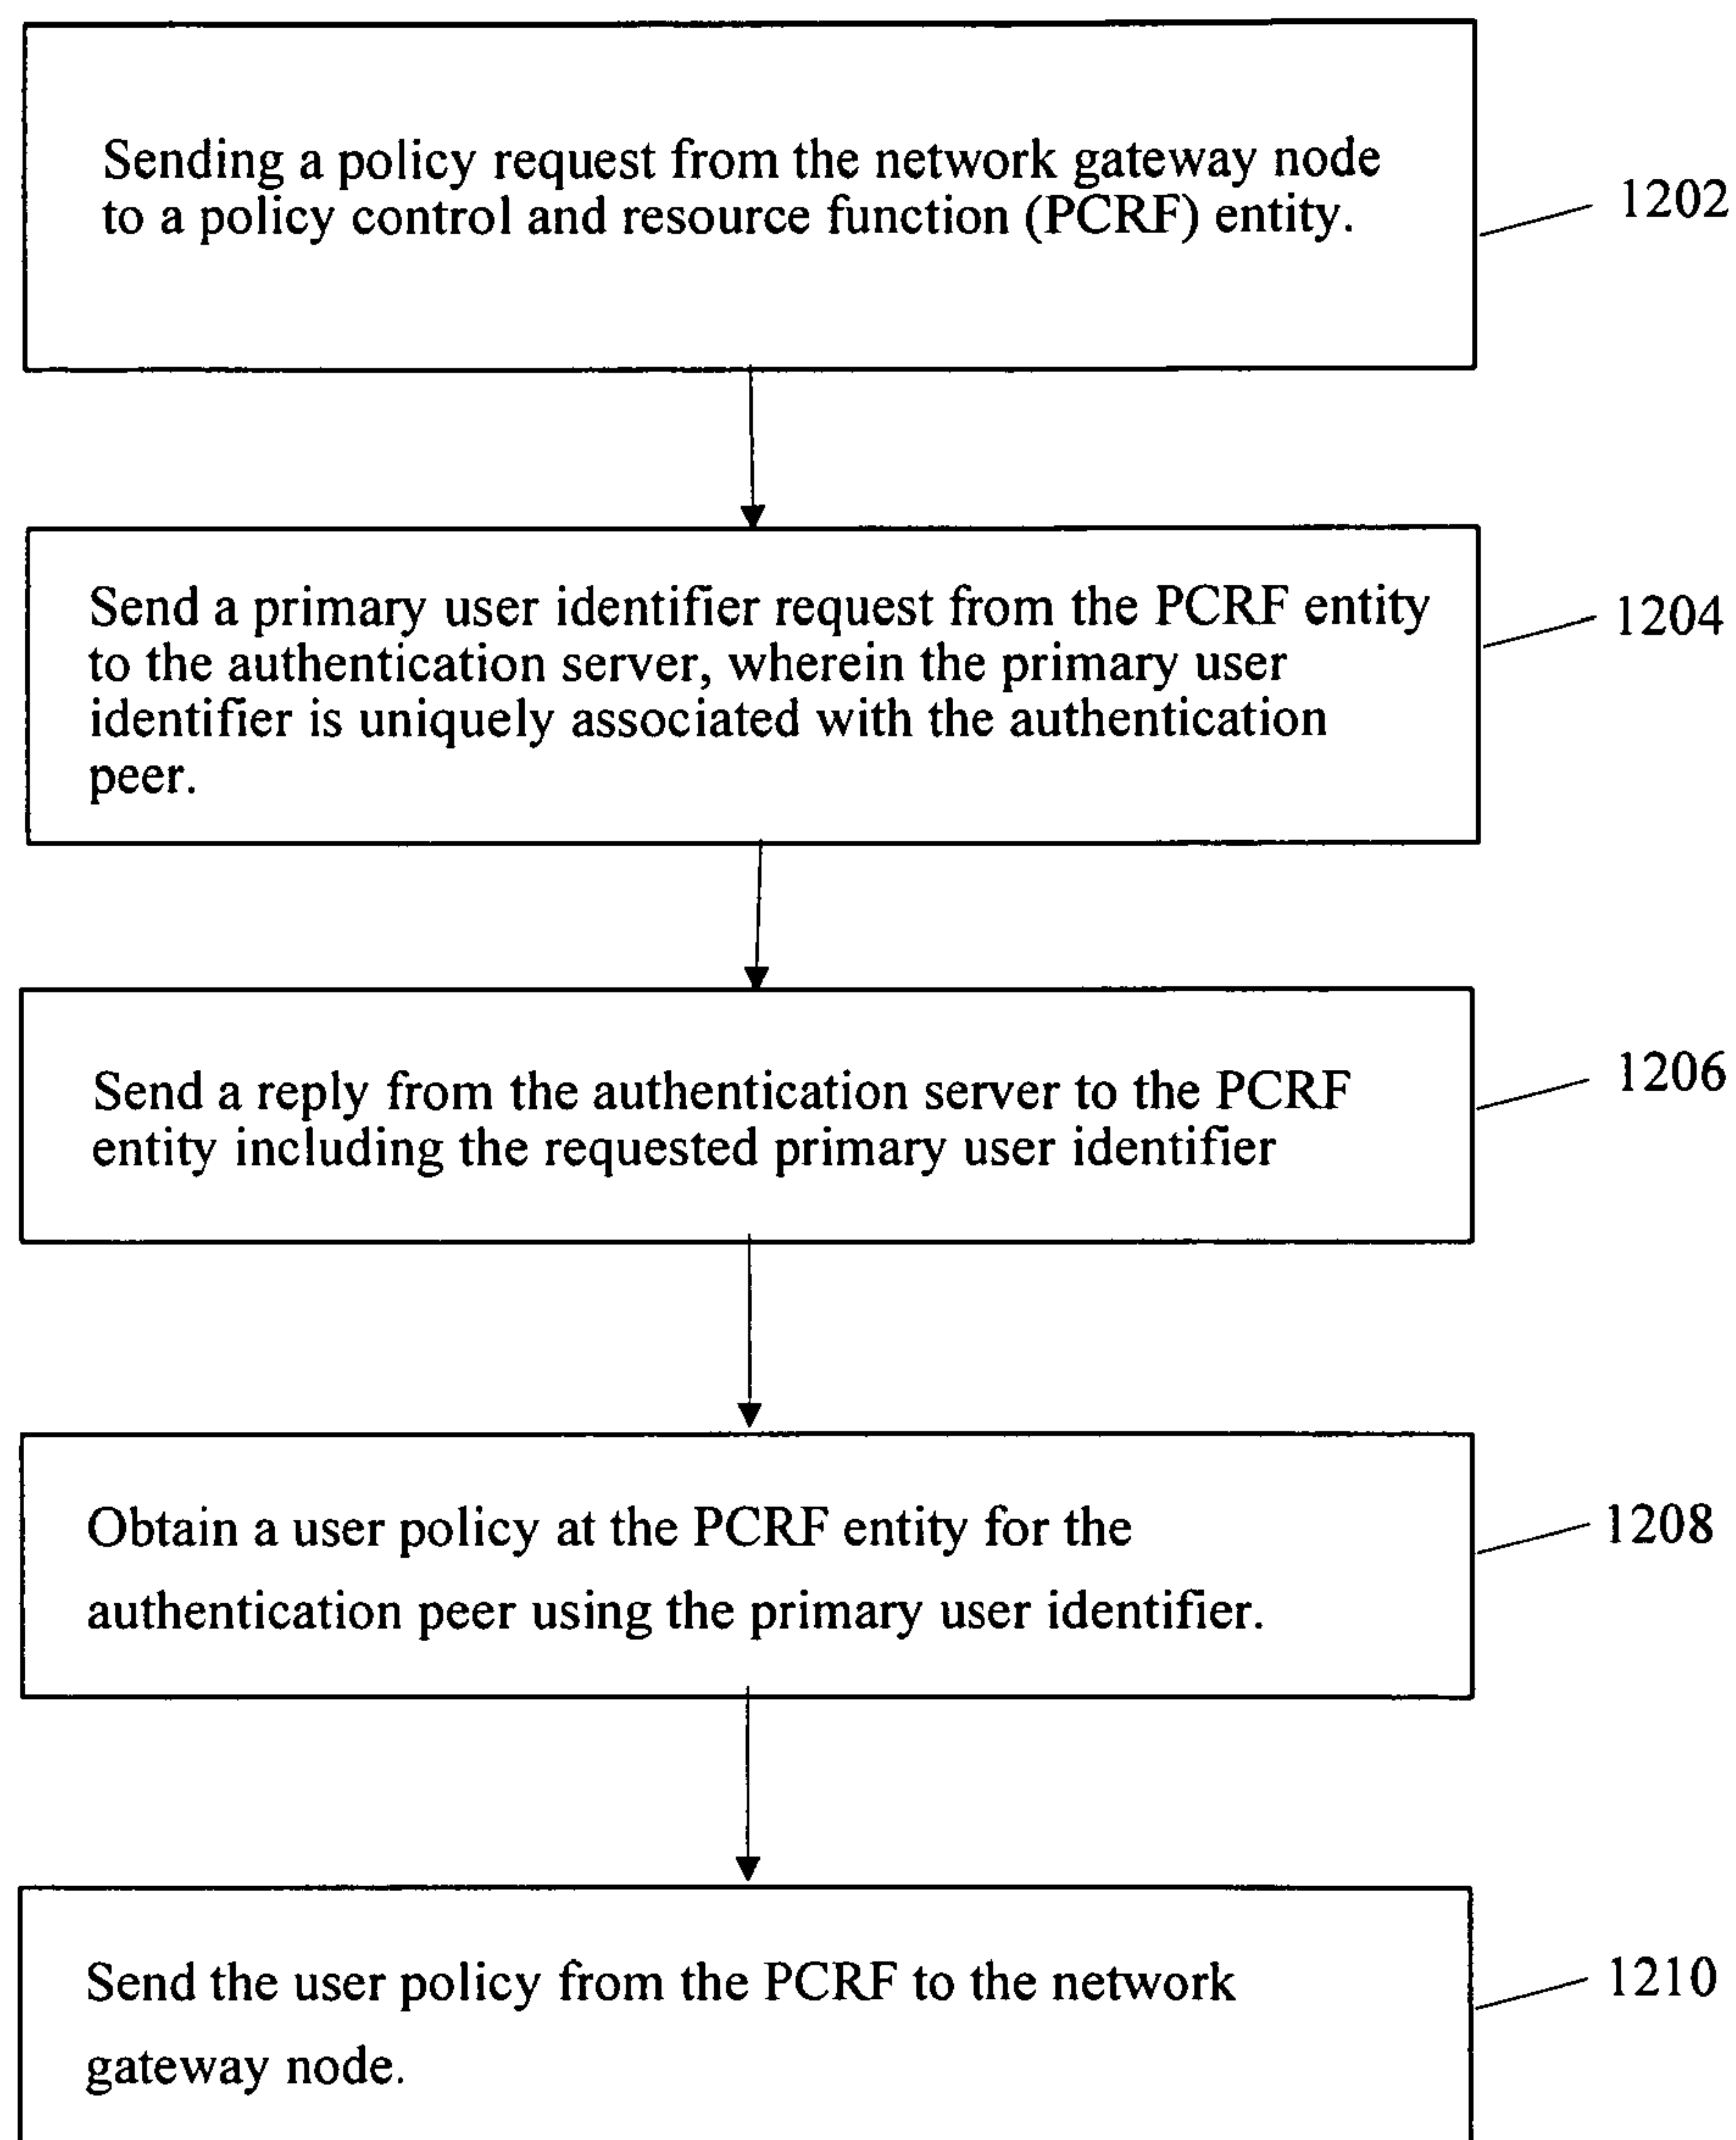 Sending a policy request from the network gateway node
to a policy control and resource function (PCRF) entity.
1202
Send a primary user identifier request from the PCRF entity
to the authentication server, wherein the primary user
identifier is uniquely associated with the authentication
peer.
1204
Send a reply from the authentication server to the PCRF
entity including the requested primary user identifier
1206
Obtain a user policy at the PCRF entity for the
authentication peer using the primary user identifier.
1208
Send the user policy from the PCRF to the network
gateway node.
1210